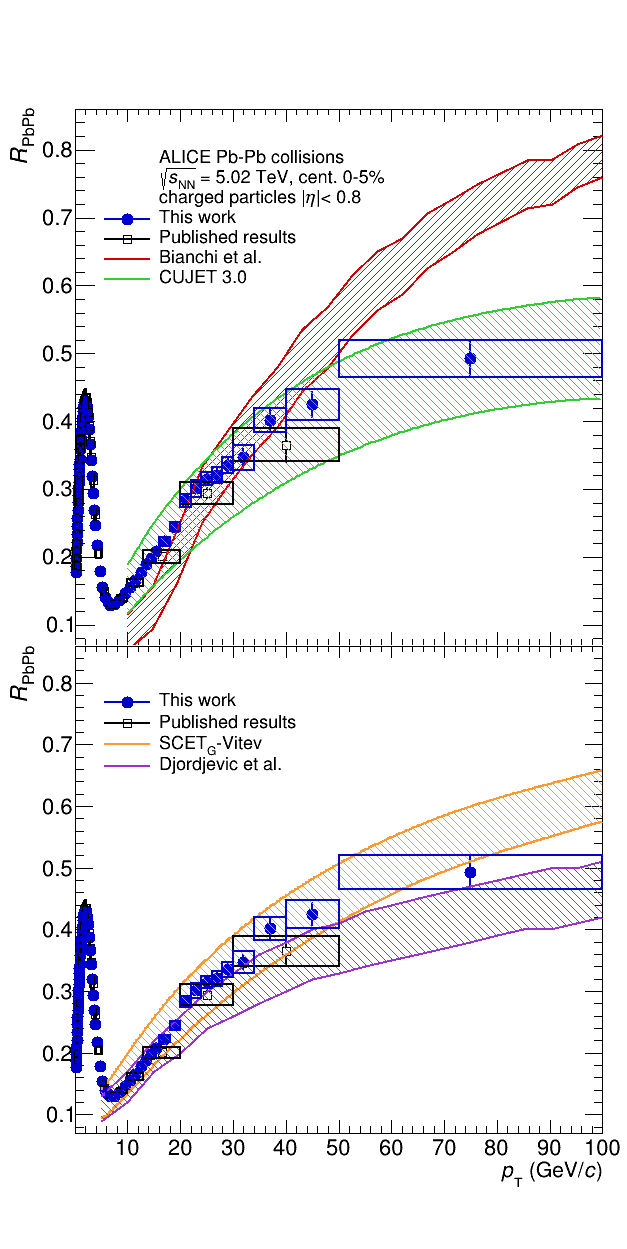 R_PbPb
0.8
0.7
0.6
0.5
0.4
0.3
0.2
0.1
ALICE Pb-Pb collisions
√s_NN = 5.02 TeV, cent. 0-5%
charged particles |η|< 0.8
This work
Published results
Bianchi et al.
CUJET 3.0
R_PbPb
0.8
0.7
0.6
0.5
0.4
0.3
0.2
0.1
This work
Published results
SCET_G-Vitev
Djordjevic et al.
10 20 30 40 50 60 70 80 90 100
p_T (GeV/c)